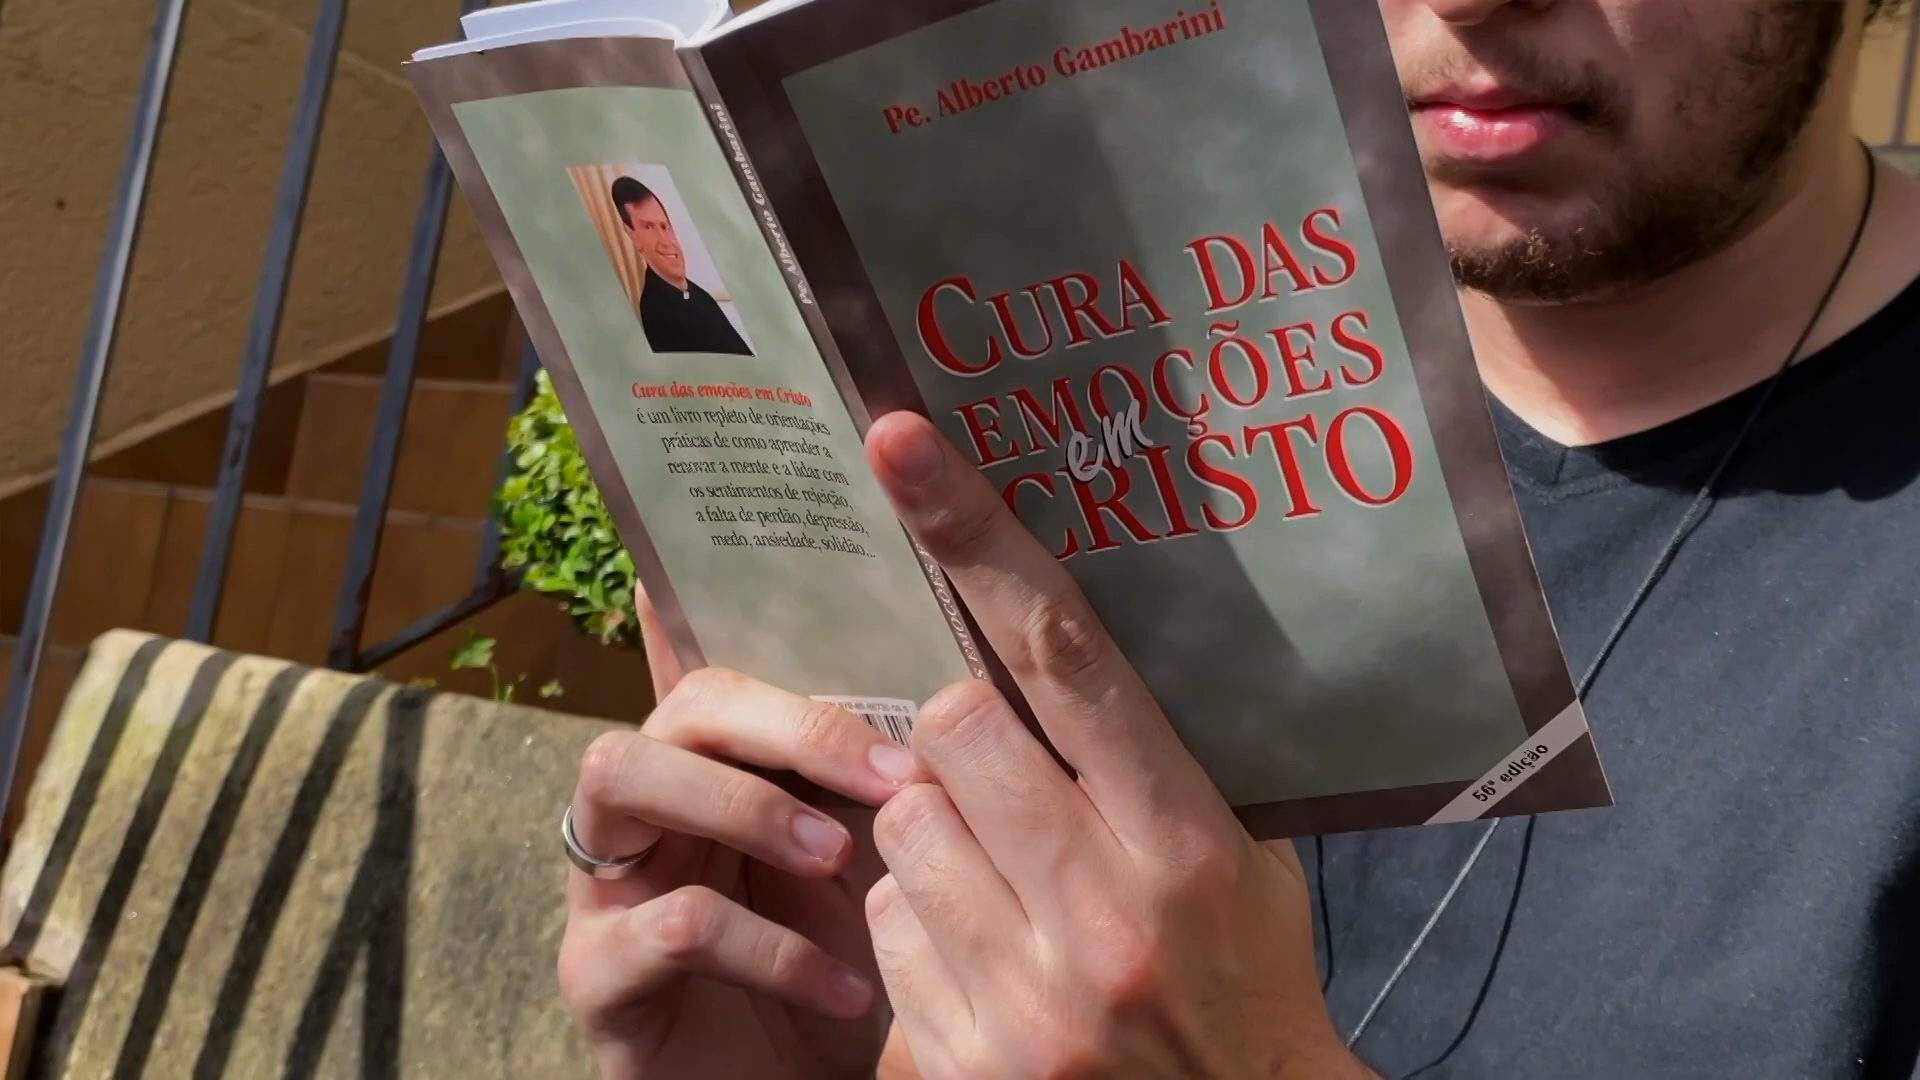 Pe. Alberto Gambarini
CURA DAS
EMOÇÕES
em
CRISTO
56ª edição
Pe. Alberto Gambarini
Cura das emoções em Cristo
é um livro repleto de orientações
práticas de como aprender a
renovar a mente e a lidar com
os sentimentos de rejeição,
a falta de perdão, depressão,
medo, ansiedade, solidão...